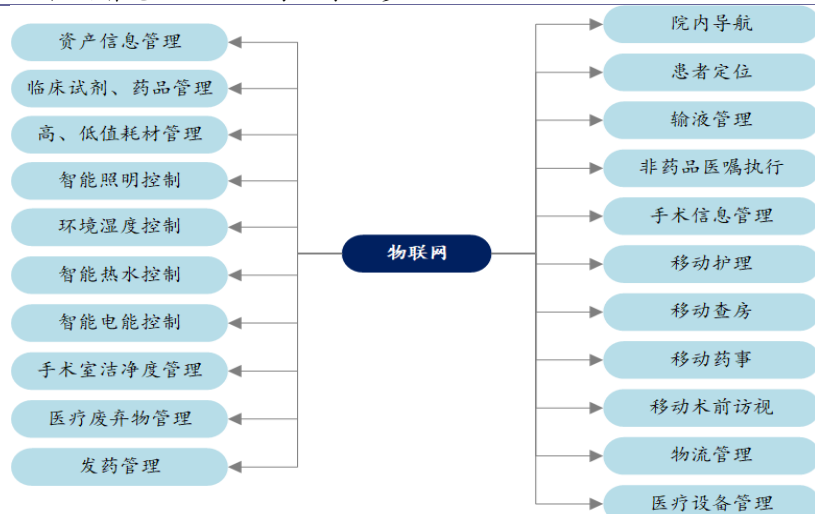 资产信息管理
临床试剂、药品管理
高、低值耗材管理
智能照明控制
环境湿度控制
智能热水控制
智能电能控制
手术室洁净度管理
医疗废弃物管理
发药管理
物联网
院内导航
患者定位
输液管理
非药品医嘱执行
手术信息管理
移动护理
移动查房
移动药事
移动术前访视
物流管理
医疗设备管理